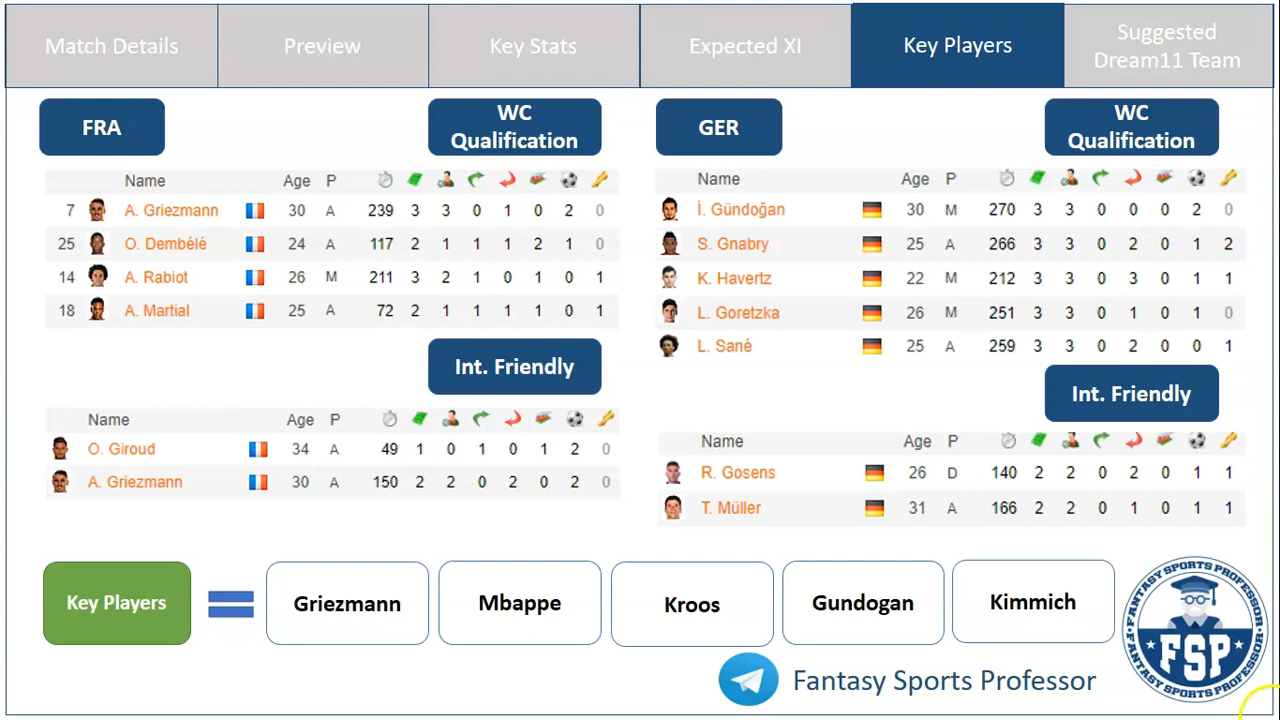 Match Details
Preview
Key Stats
Expected XI
Key Players
Suggested
Dream11 Team
FRA
WC
Qualification
Name Age P
7 A. Griezmann 30 A 239 3 3 0 1 0 2 0
25 O. Dembélé 24 A 117 2 1 1 1 2 1 0
14 A. Rabiot 26 M 211 3 2 1 0 1 0 1
18 A. Martial 25 A 72 2 1 1 1 1 0 1
Int. Friendly
Name Age P
O. Giroud 34 A 49 1 0 1 0 1 2 0
A. Griezmann 30 A 150 2 2 0 2 0 2 0
GER
WC
Qualification
Name Age P
İ. Gündoğan 30 M 270 3 3 0 0 0 2 0
S. Gnabry 25 A 266 3 3 0 2 0 1 2
K. Havertz 22 M 212 3 3 0 3 0 1 1
L. Goretzka 26 M 251 3 3 0 1 0 1 0
L. Sané 25 A 259 3 3 0 2 0 0 1
Int. Friendly
Name Age P
R. Gosens 26 D 140 2 2 0 2 0 1 1
T. Müller 31 A 166 2 2 0 1 0 1 1
Key Players
Griezmann
Mbappe
Kroos
Gundogan
Kimmich
FANTASY SPORTS PROFESSOR
FSP
FANTASY SPORTS PROFESSOR
Fantasy Sports Professor